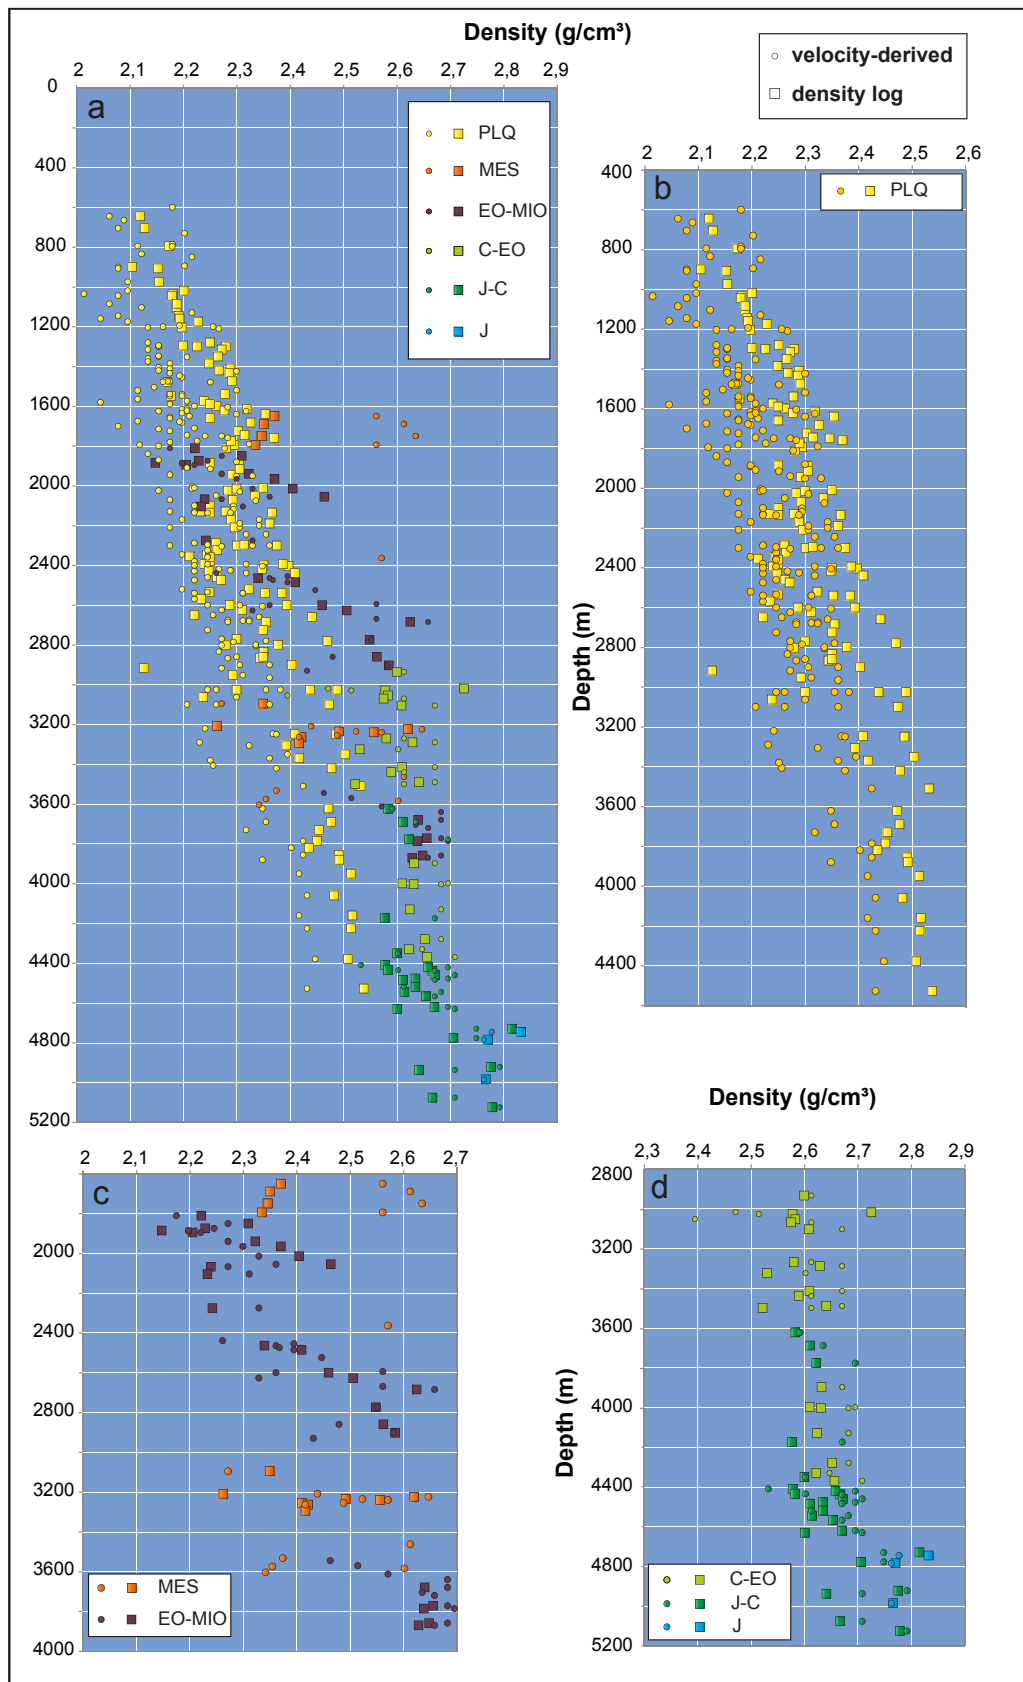 Density (g/cm³)
velocity-derived
density log
2 2,1 2,2 2,3 2,4 2,5 2,6 2,7 2,8 2,9
a
0
400
800
1200
1600
2000
2400
2800
3200
3600
4000
4400
4800
5200
PLQ
MES
EO-MIO
C-EO
J-C
J
2 2,1 2,2 2,3 2,4 2,5 2,6
b
PLQ
400
800
1200
1600
2000
2400
2800
3200
3600
4000
4400
Depth (m)
2 2,1 2,2 2,3 2,4 2,5 2,6 2,7
c
2000
2400
2800
3200
3600
4000
MES
EO-MIO
Density (g/cm³)
2,3 2,4 2,5 2,6 2,7 2,8 2,9
d
2800
3200
3600
4000
4400
4800
5200
Depth (m)
C-EO
J-C
J